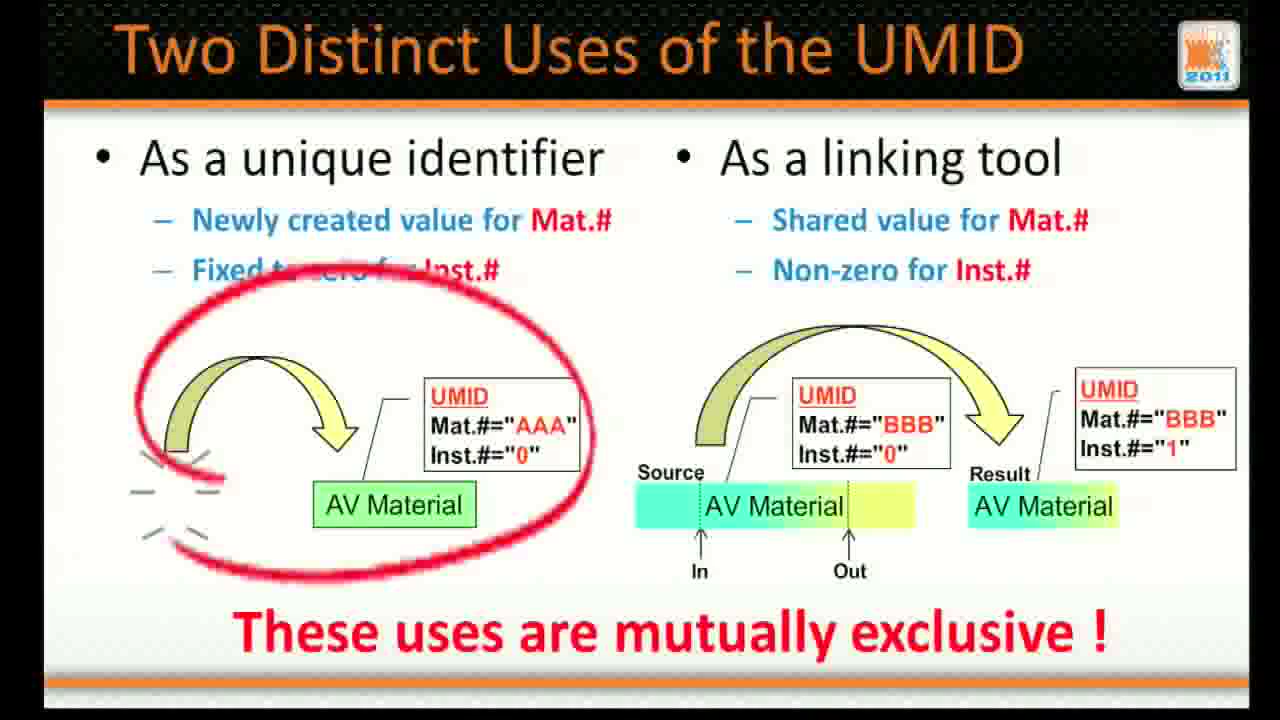 Two Distinct Uses of the UMID
2011
• As a unique identifier
– Newly created value for Mat.#
– Fixed to zero for Inst.#
• As a linking tool
– Shared value for Mat.#
– Non-zero for Inst.#
UMID
Mat.#="AAA"
Inst.#="0"
AV Material
UMID
Mat.#="BBB"
Inst.#="0"
Source
AV Material
In
Out
UMID
Mat.#="BBB"
Inst.#="1"
Result
AV Material
These uses are mutually exclusive !